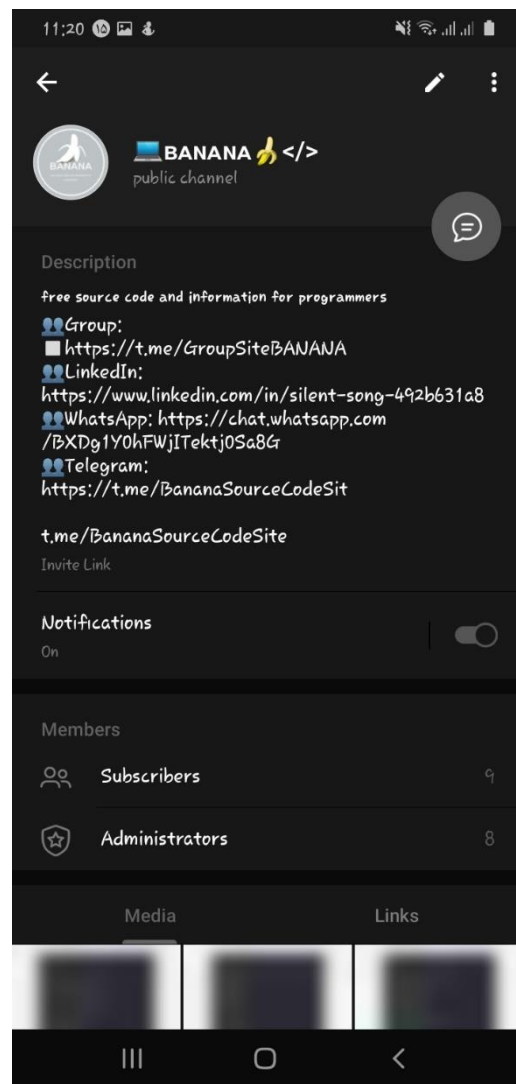 11:20
BANANA
💻BANANA🍌</>
public channel
Description
free source code and information for programmers
👥Group:
◻️https://t.me/GroupSiteBANANA
👥LinkedIn:
https://www.linkedin.com/in/silent-song-492b631a8
👥WhatsApp: https://chat.whatsapp.com
/BXDg1Y0hFWjITektj0Sa8G
👥Telegram:
https://t.me/BananaSourceCodeSit
t.me/BananaSourceCodeSite
Invite Link
Notifications
On
Members
Subscribers 9
Administrators 8
Media Links